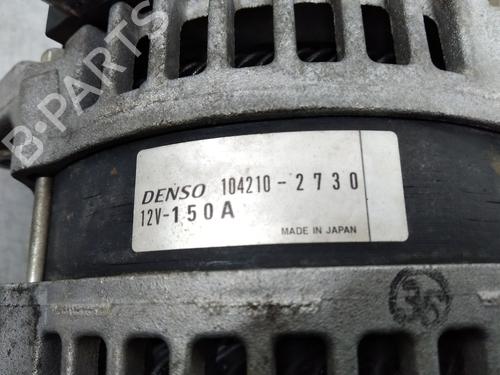 B-PARTS
DENSO 104210-2730
12V-150A
MADE IN JAPAN